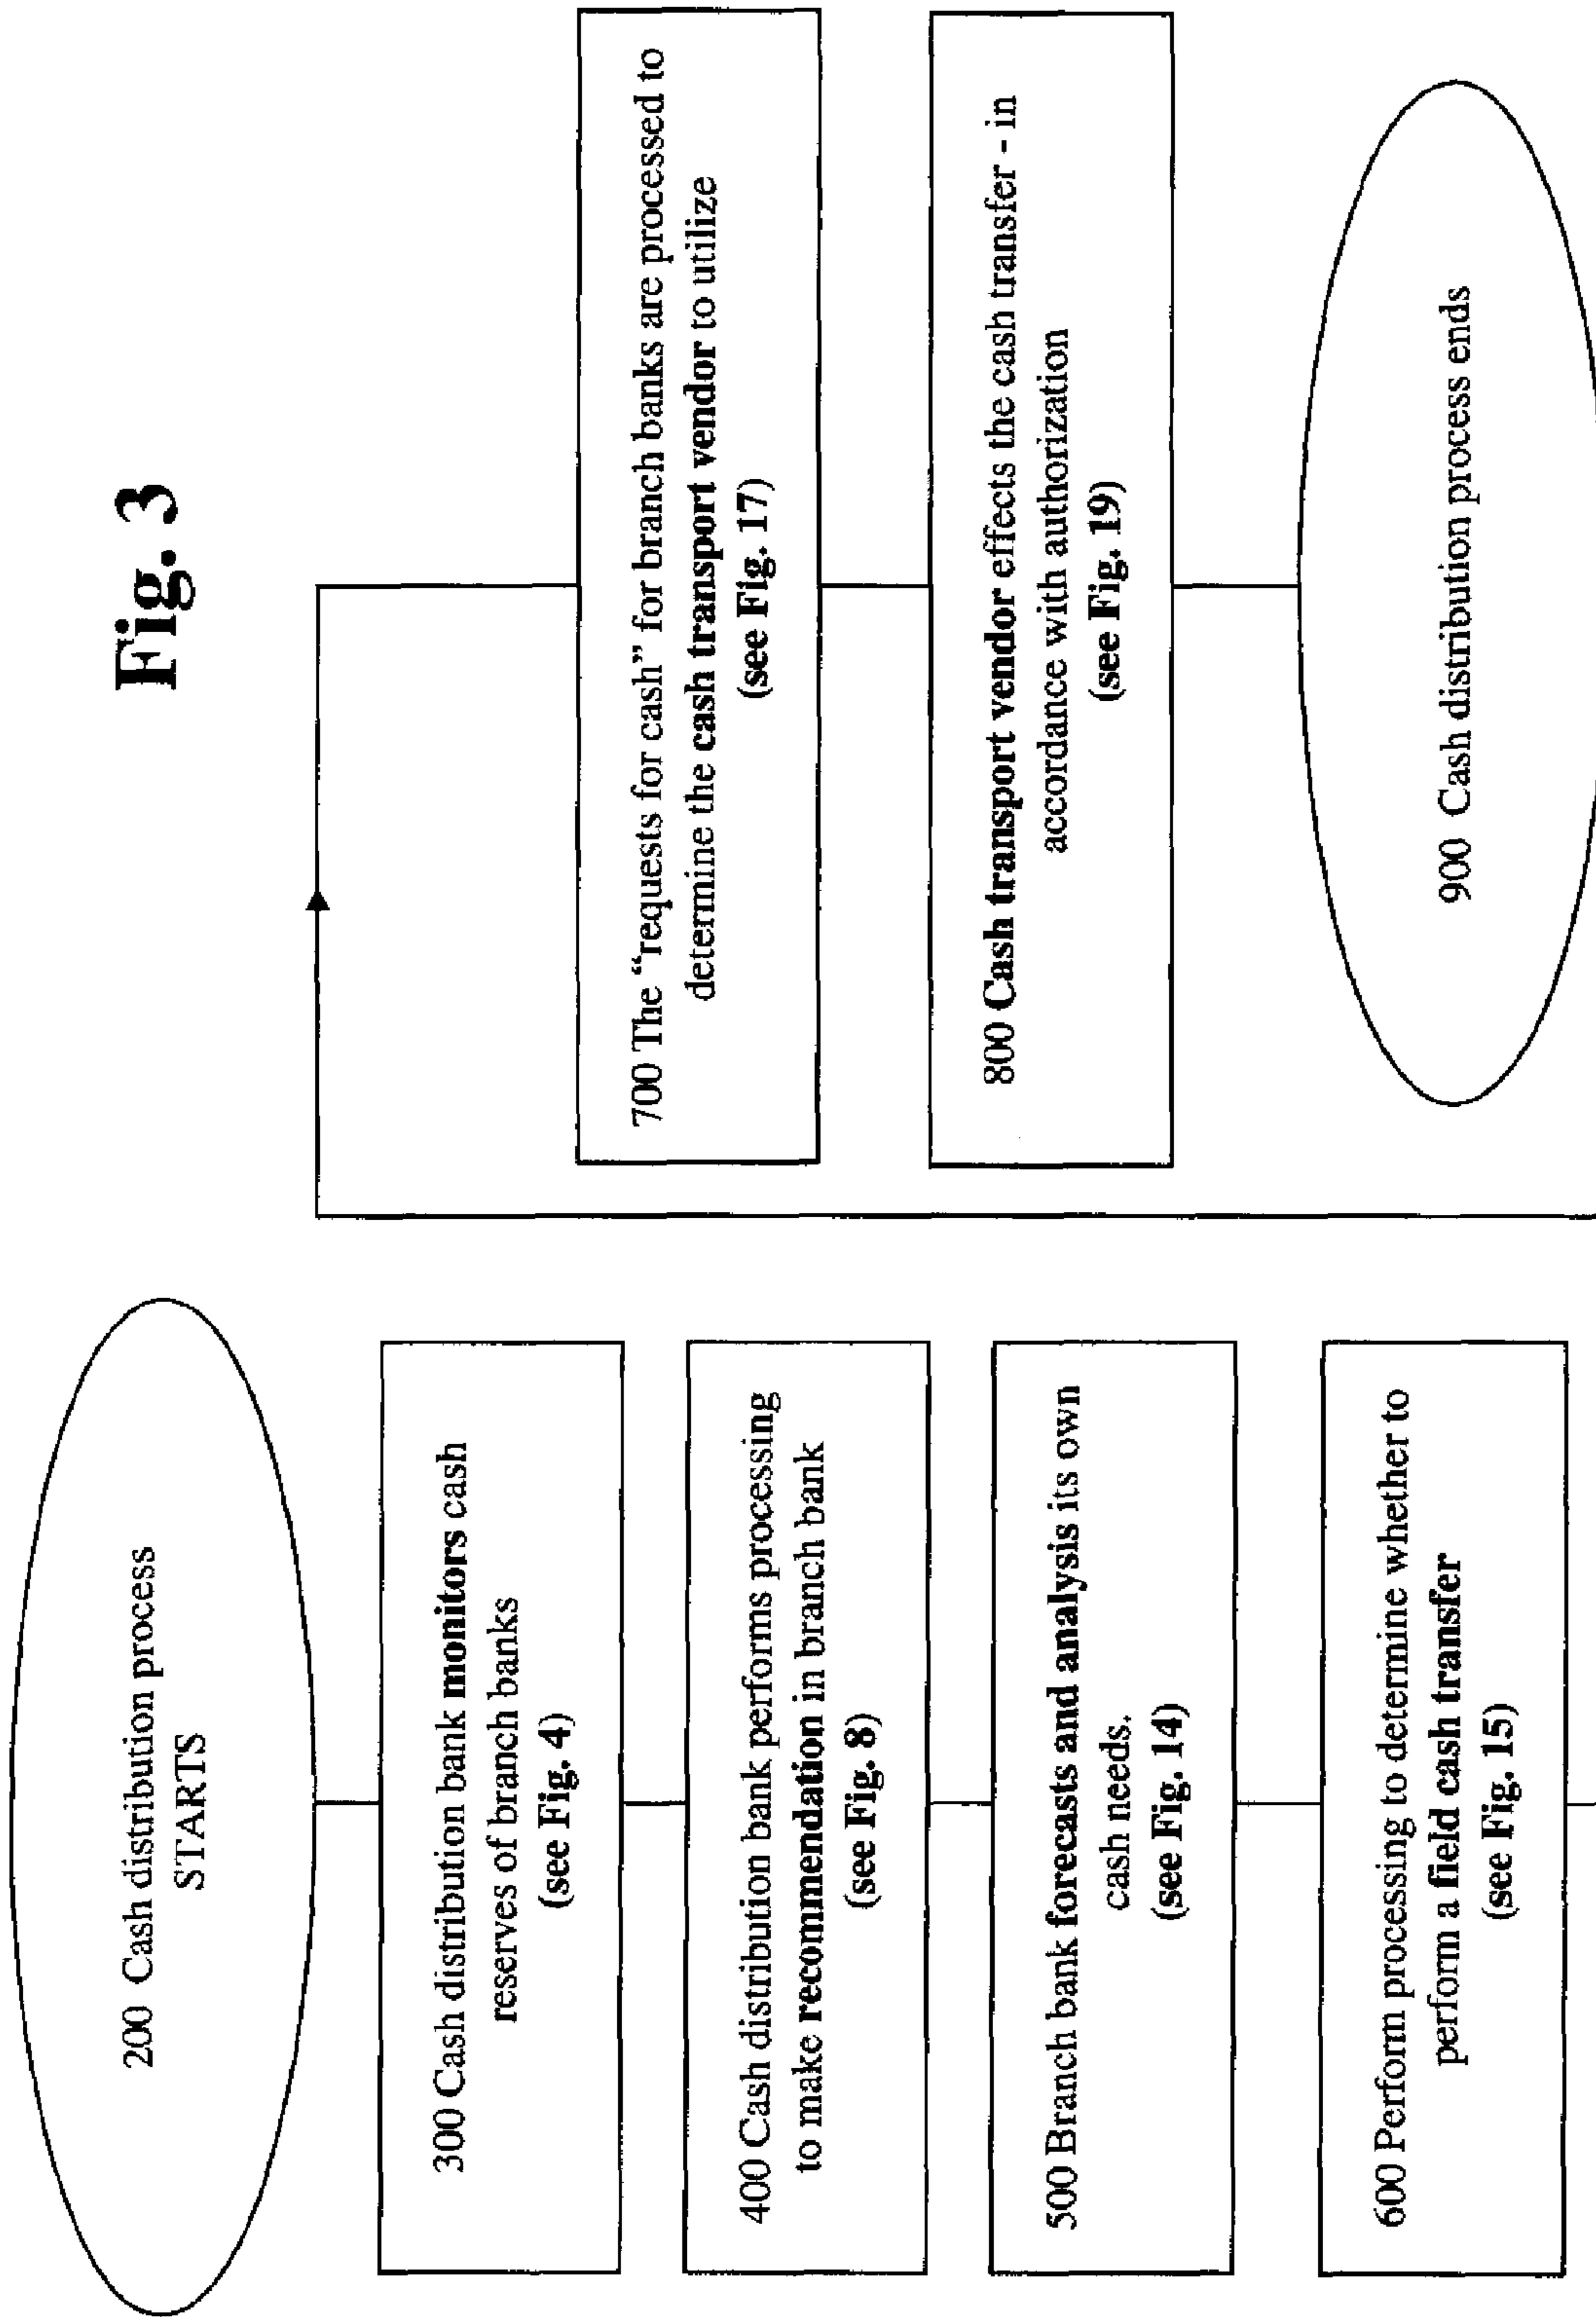 Fig. 3
200 Cash distribution process
STARTS
300 Cash distribution bank monitors cash
reserves of branch banks
(see Fig. 4)
400 Cash distribution bank performs processing
to make recommendation in branch bank
(see Fig. 8)
500 Branch bank forecasts and analysis its own
cash needs.
(see Fig. 14)
600 Perform processing to determine whether to
perform a field cash transfer
(see Fig. 15)
700 The “requests for cash” for branch banks are processed to
determine the cash transport vendor to utilize
(see Fig. 17)
800 Cash transport vendor effects the cash transfer - in
accordance with authorization
(see Fig. 19)
900 Cash distribution process ends